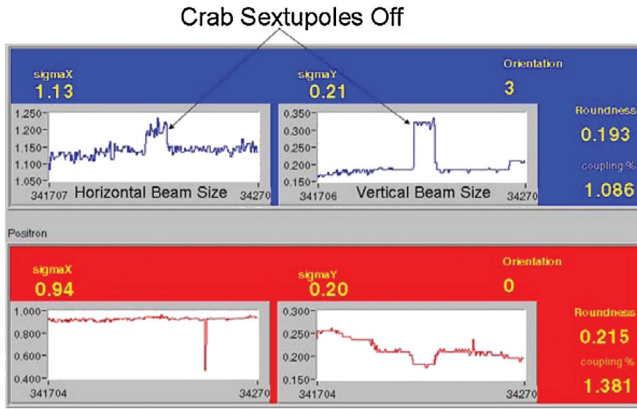 Crab Sextupoles Off
sigmaX
1.13
sigmaY
0.21
Orientation
3
Roundness
0.193
coupling %
1.086
1.250
1.200
1.150
1.100
1.050
341707
Horizontal Beam Size
34270
0.350
0.300
0.250
0.200
0.150
341706
Vertical Beam Size
34270
Positron
sigmaX
0.94
sigmaY
0.20
Orientation
0
Roundness
0.215
coupling %
1.381
1.000
0.800
0.600
0.400
341704
34270
0.300
0.250
0.200
0.150
341704
34270